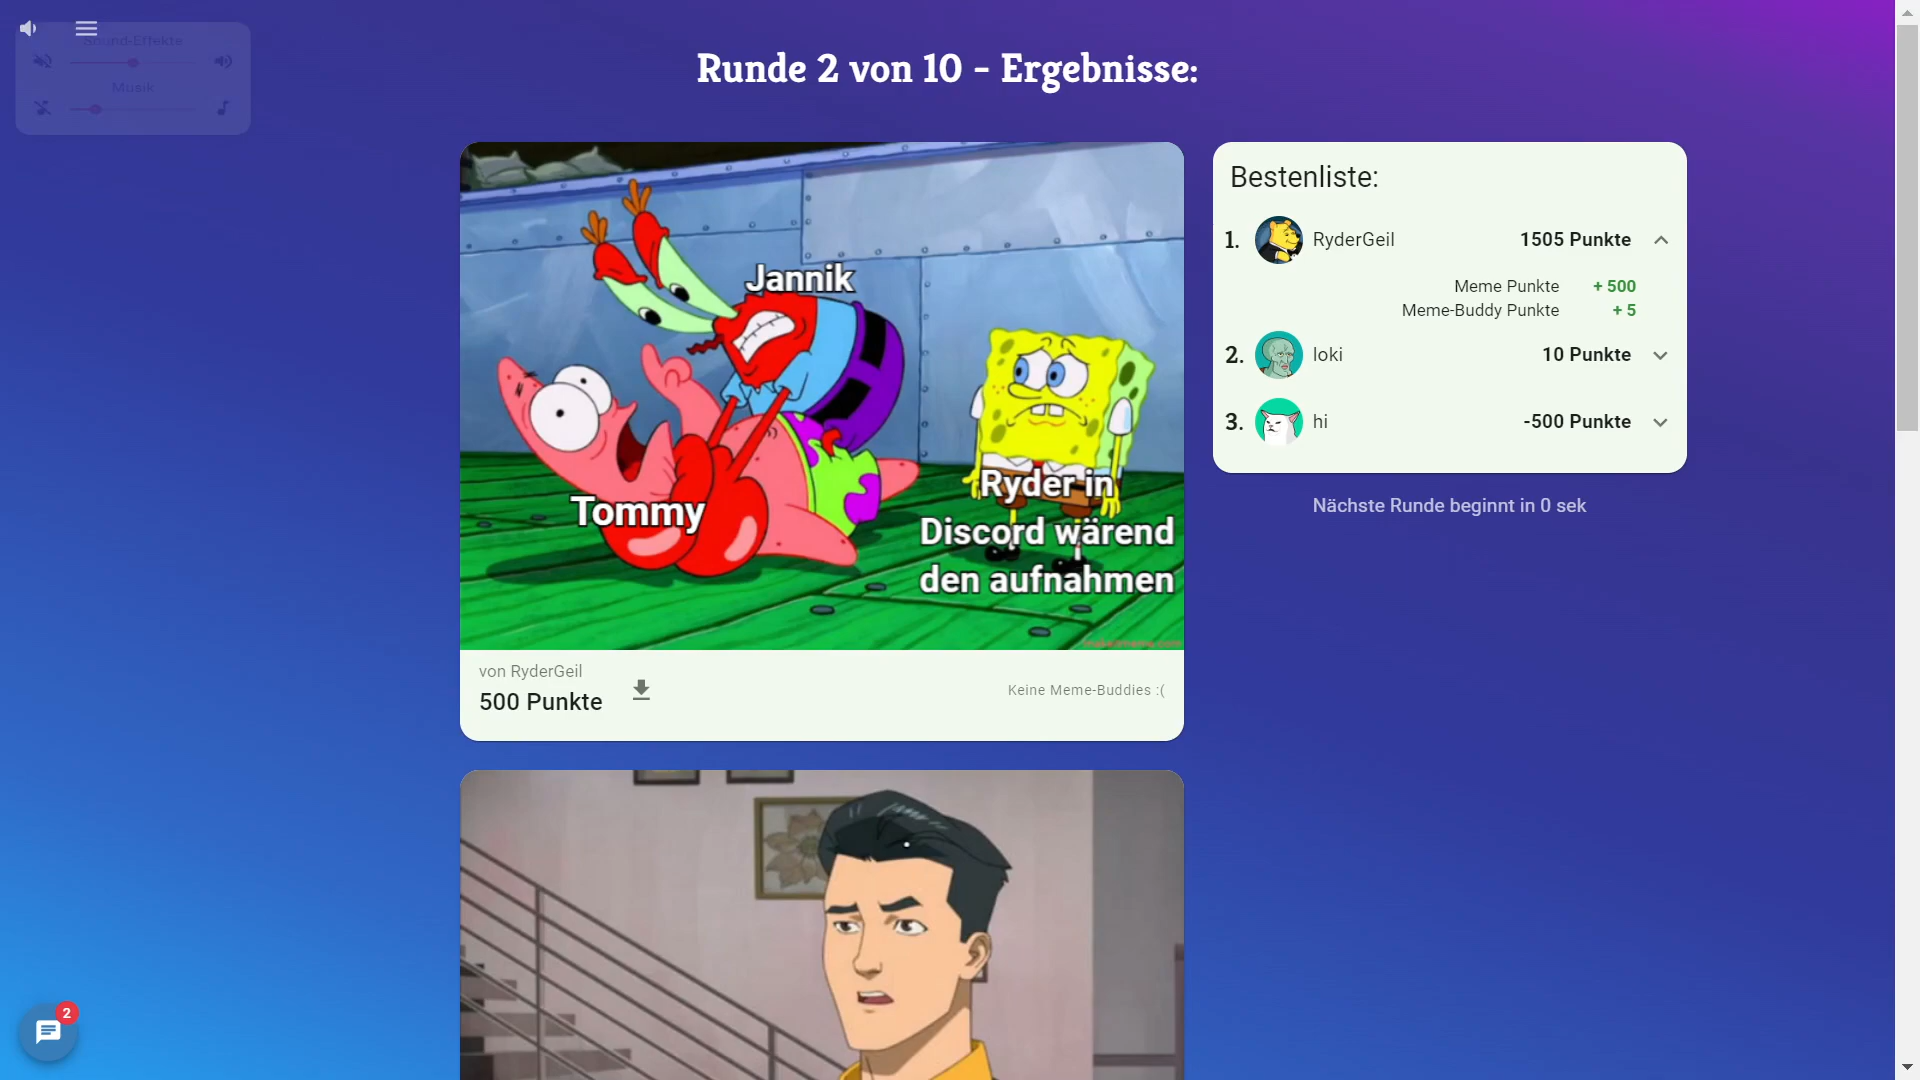 Sound-Effekte
Musik
Runde 2 von 10 - Ergebnisse:
Jannik
Tommy
Ryder in
Discord wärend
den aufnahmen
von RyderGeil
500 Punkte
Keine Meme-Buddies :(
Bestenliste:
1. RyderGeil 1505 Punkte
Meme Punkte + 500
Meme-Buddy Punkte + 5
2. loki 10 Punkte
3. hi -500 Punkte
Nächste Runde beginnt in 0 sek
2